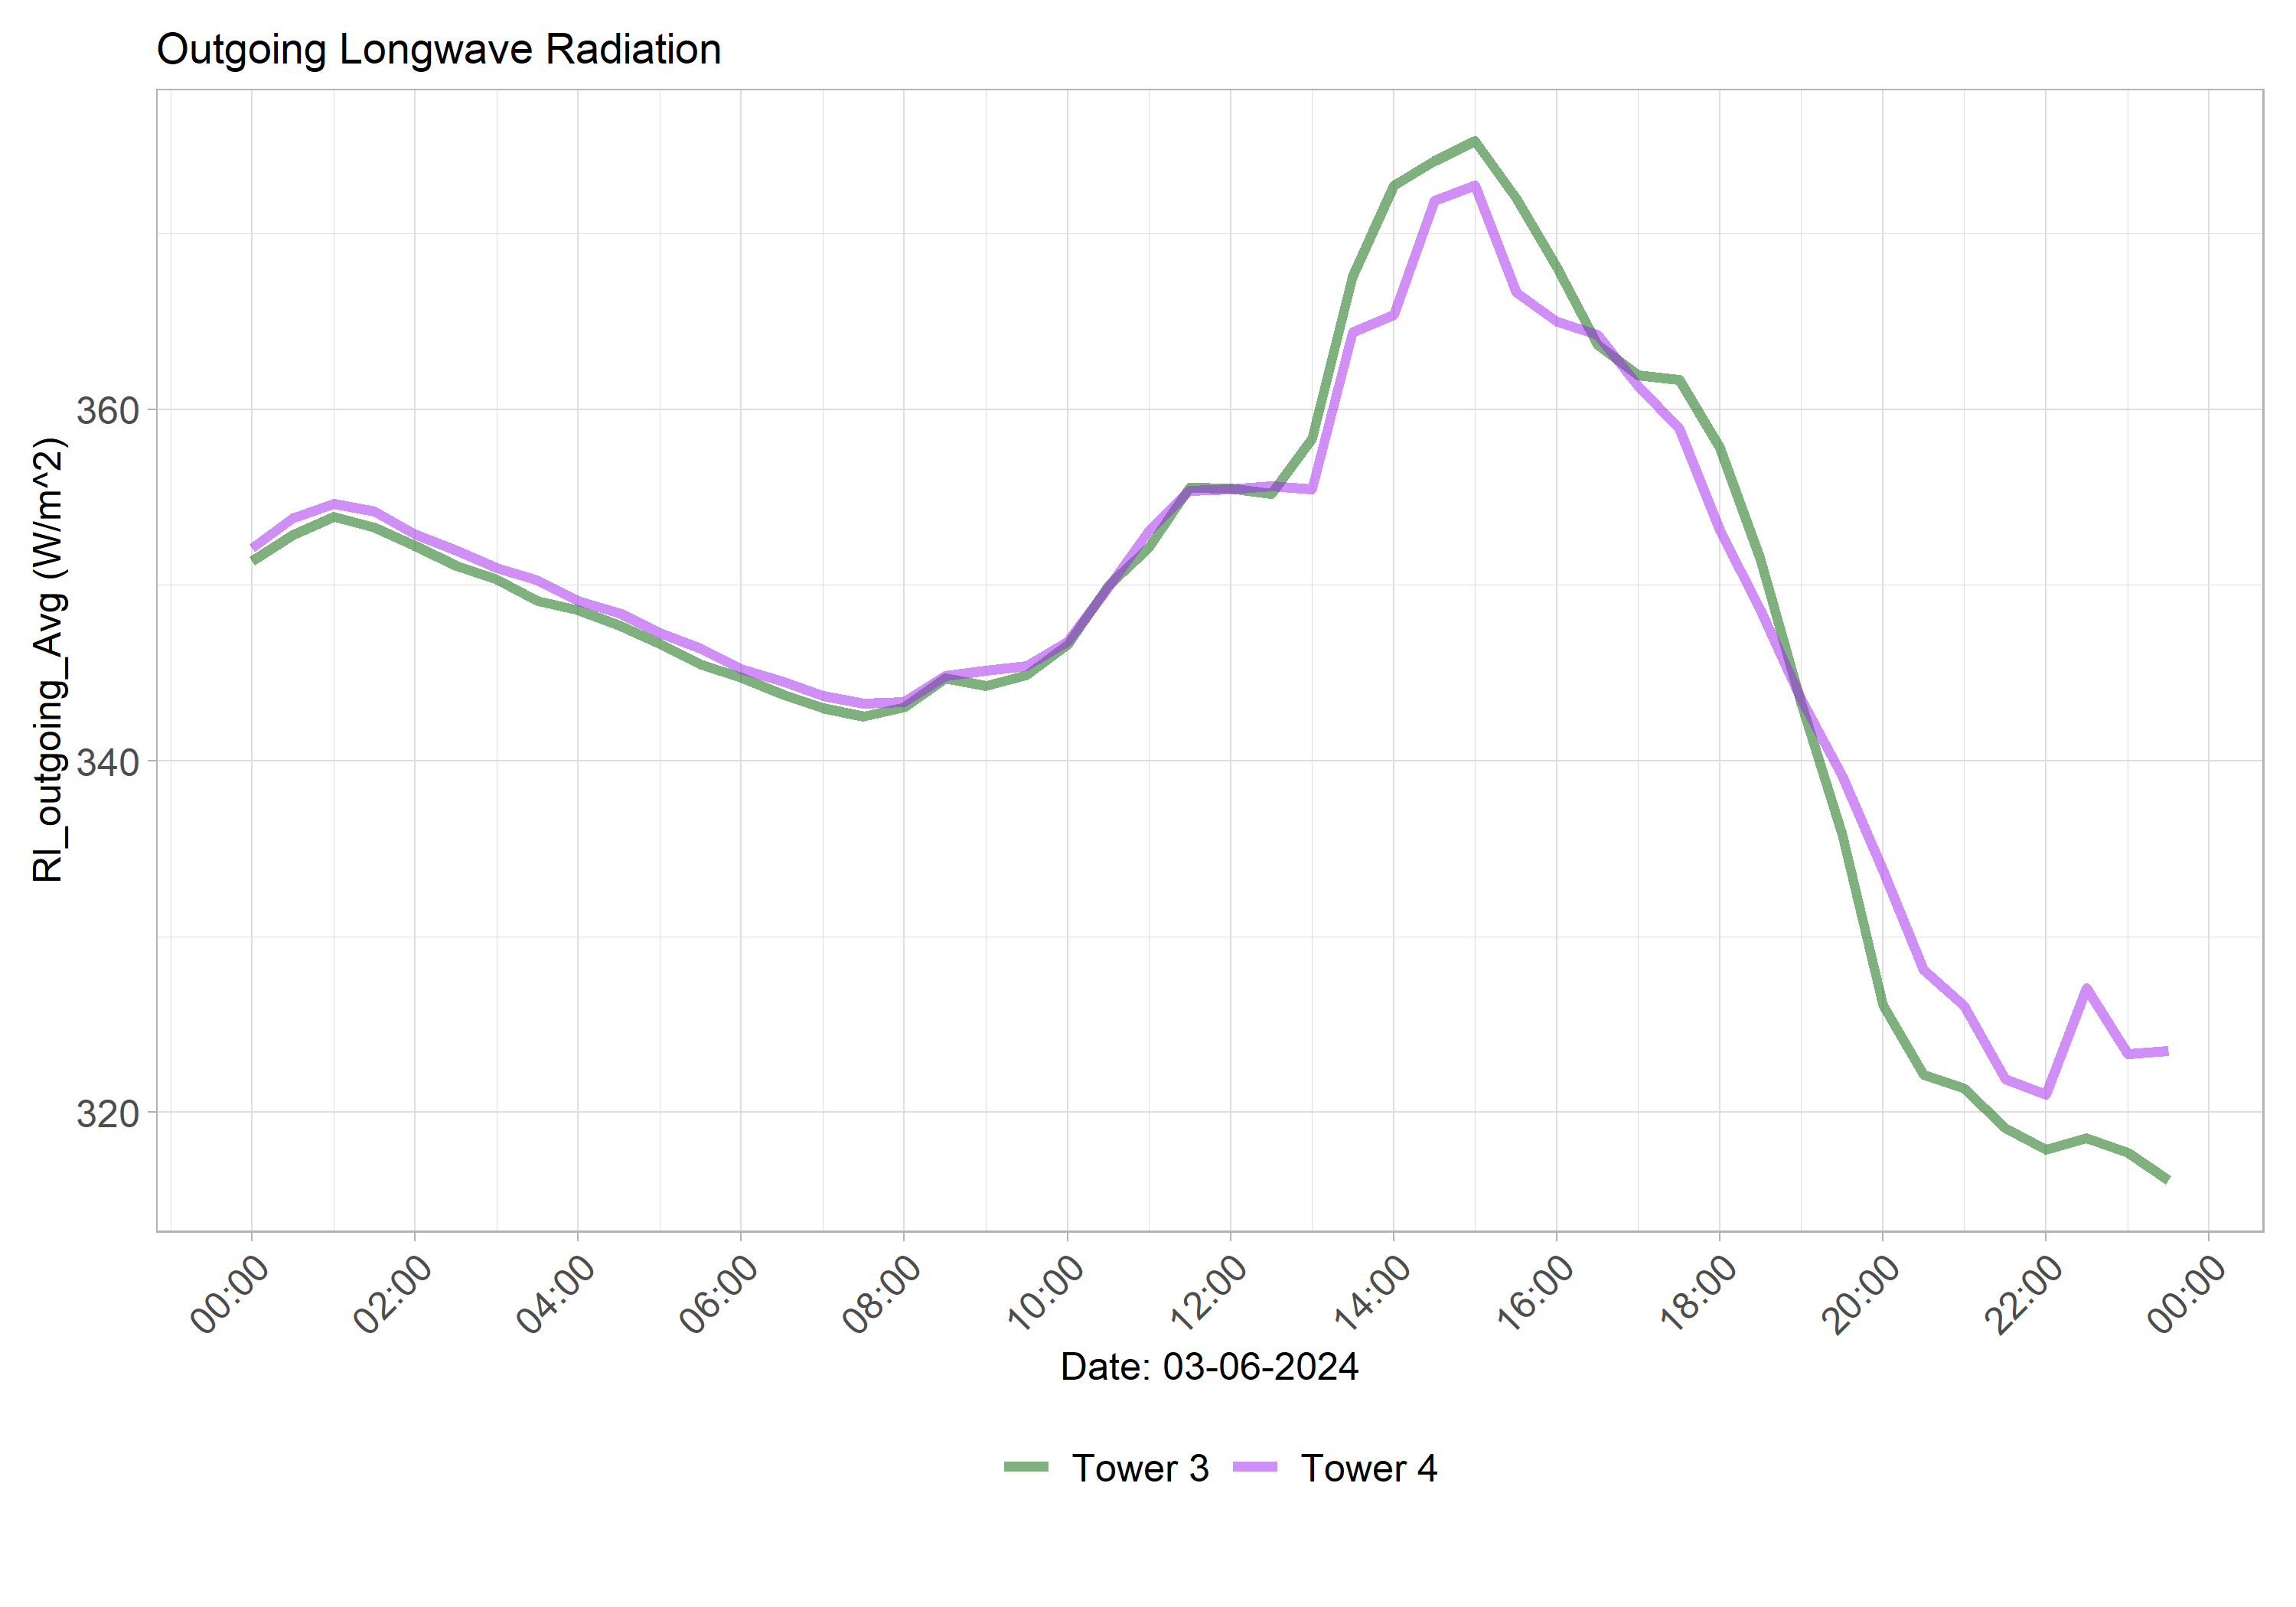 Outgoing Longwave Radiation
Rl_outgoing_Avg (W/m^2)
360
340
320
00:00 02:00 04:00 06:00 08:00 10:00 12:00 14:00 16:00 18:00 20:00 22:00 00:00
Date: 03-06-2024
Tower 3 Tower 4